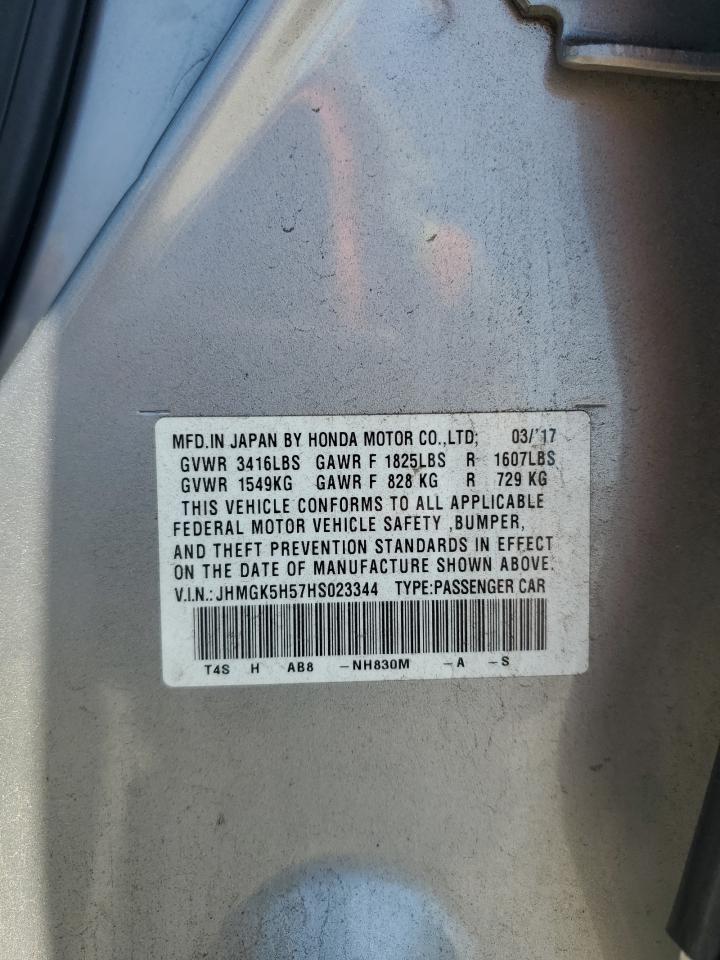 MFD.IN JAPAN BY HONDA MOTOR CO.,LTD; 03/'17
GVWR 3416LBS GAWR F 1825LBS R 1607LBS
GVWR 1549KG GAWR F 828 KG R 729 KG
THIS VEHICLE CONFORMS TO ALL APPLICABLE
FEDERAL MOTOR VEHICLE SAFETY ,BUMPER,
AND THEFT PREVENTION STANDARDS IN EFFECT
ON THE DATE OF MANUFACTURE SHOWN ABOVE.
V.I.N.: JHMGK5H57HS023344 TYPE:PASSENGER CAR
T4S H AB8 -NH830M -A -S